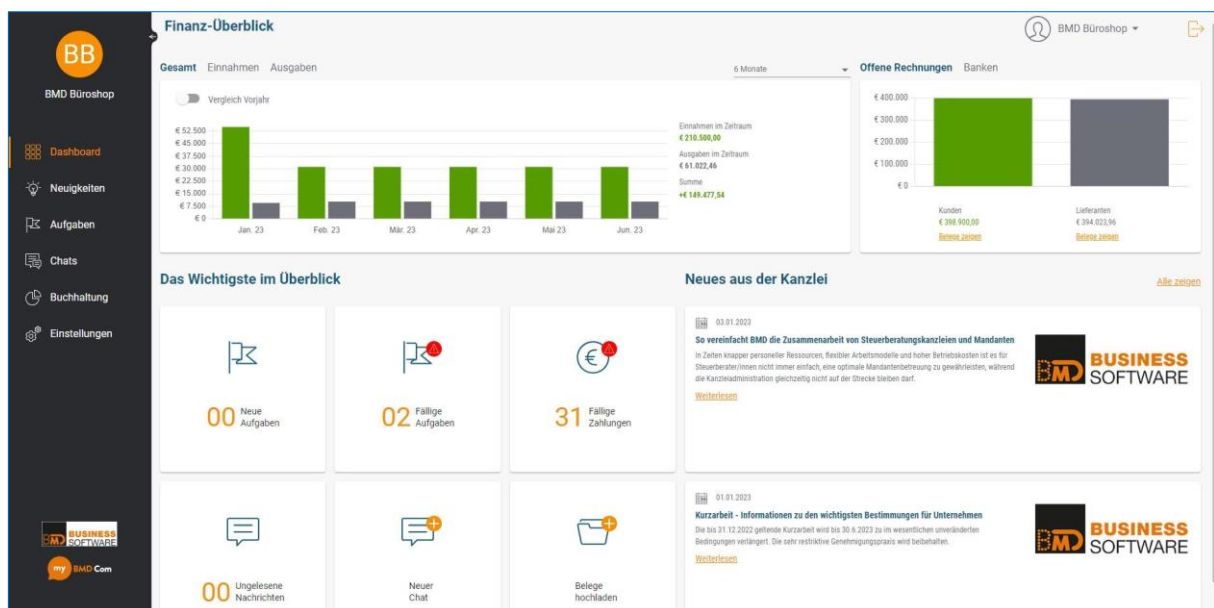 BB
BMD Büroshop
Dashboard
Neuigkeiten
Aufgaben
Chats
Buchhaltung
Einstellungen
BMD BUSINESS
SOFTWARE
my BMD Com
Finanz-Überblick
BMD Büroshop
Gesamt Einnahmen Ausgaben
6 Monate
Vergleich Vorjahr
€ 52.500
€ 45.000
€ 37.500
€ 30.000
€ 22.500
€ 15.000
€ 7.500
€ 0
Jan. 23 Feb. 23 Mär. 23 Apr. 23 Mai 23 Jun. 23
Einnahmen im Zeitraum
€ 210.500,00
Ausgaben im Zeitraum
€ 61.022,46
Summe
+€ 149.477,54
Offene Rechnungen Banken
€ 400.000
€ 300.000
€ 200.000
€ 100.000
€ 0
Kunden
€ 398.900,00
Belege zeigen
Lieferanten
€ 394.023,96
Belege zeigen
Das Wichtigste im Überblick
00 Neue
Aufgaben
02 Fällige
Aufgaben
31 Fällige
Zahlungen
00 Ungelesene
Nachrichten
Neuer
Chat
Belege
hochladen
Neues aus der Kanzlei
Alle zeigen
03.01.2023
So vereinfacht BMD die Zusammenarbeit von Steuerberatungskanzleien und Mandanten
In Zeiten knapper personeller Ressourcen, flexibler Arbeitsmodelle und hoher Betriebskosten ist es für
Steuerberater/innen nicht immer einfach, eine optimale Mandantenbetreuung zu gewährleisten, während
die Kanzleiadministration gleichzeitig nicht auf der Strecke bleiben darf.
Weiterlesen
BMD BUSINESS
SOFTWARE
01.01.2023
Kurzarbeit - Informationen zu den wichtigsten Bestimmungen für Unternehmen
Die bis 31.12.2022 geltende Kurzarbeit wird bis 30.6.2023 zu im wesentlichen unveränderten
Bedingungen verlängert. Die sehr restriktive Genehmigungspraxis wird beibehalten.
Weiterlesen
BMD BUSINESS
SOFTWARE